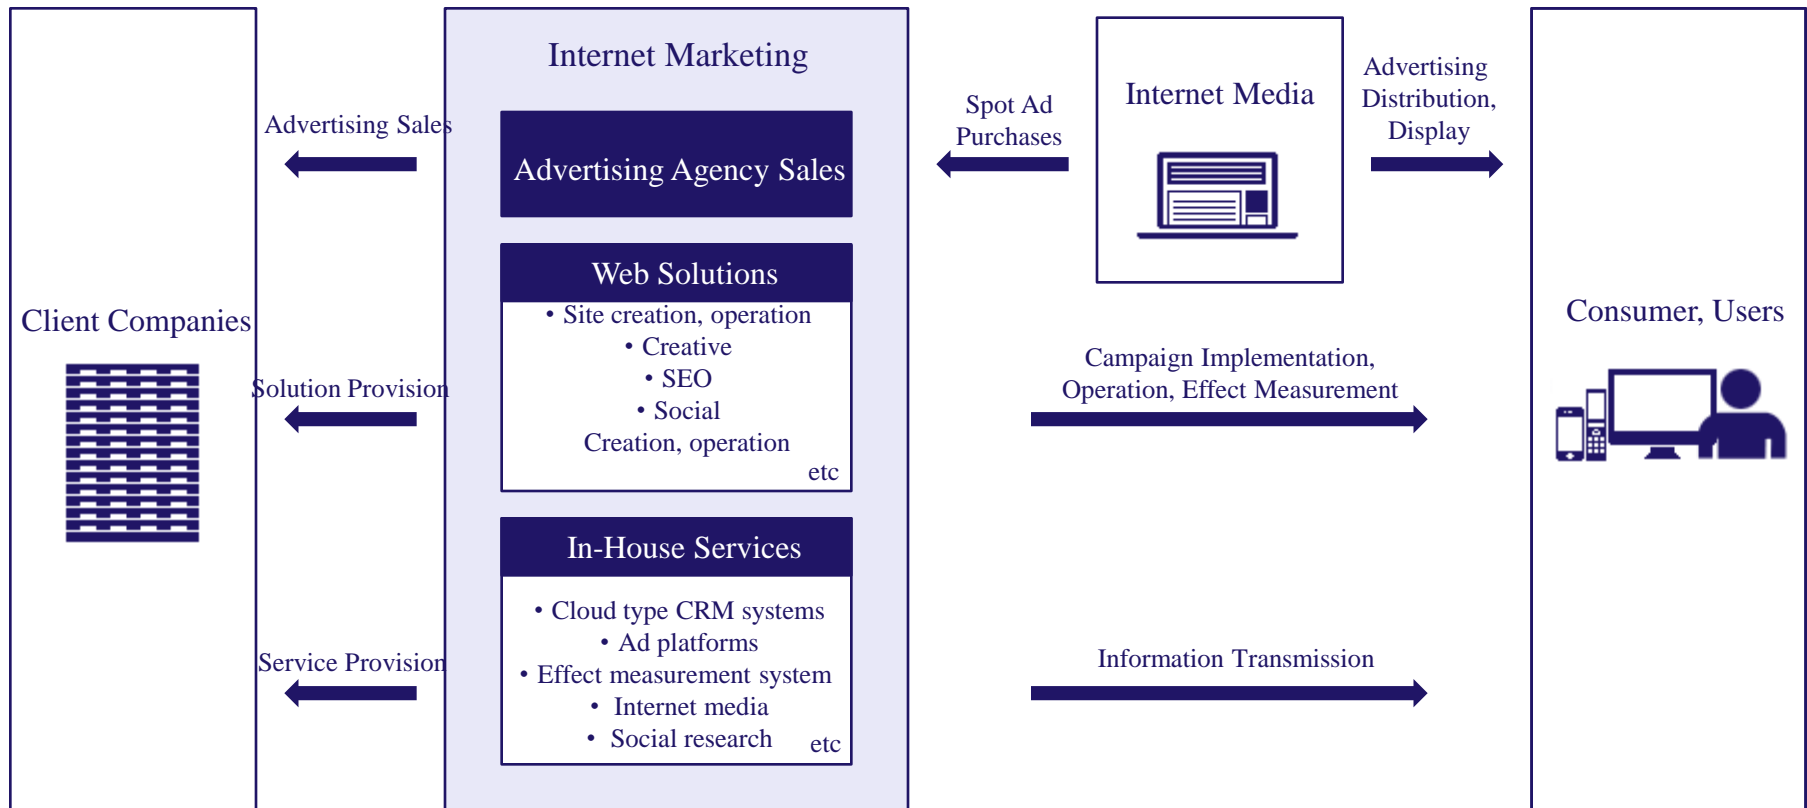 Client Companies
Advertising Sales
Solution Provision
Service Provision
Internet Marketing
Advertising Agency Sales
Web Solutions
• Site creation, operation
• Creative
• SEO
• Social
Creation, operation
etc
In-House Services
• Cloud type CRM systems
• Ad platforms
• Effect measurement system
• Internet media
• Social research
etc
Spot Ad
Purchases
Internet Media
Advertising
Distribution,
Display
Campaign Implementation,
Operation, Effect Measurement
Information Transmission
Consumer, Users